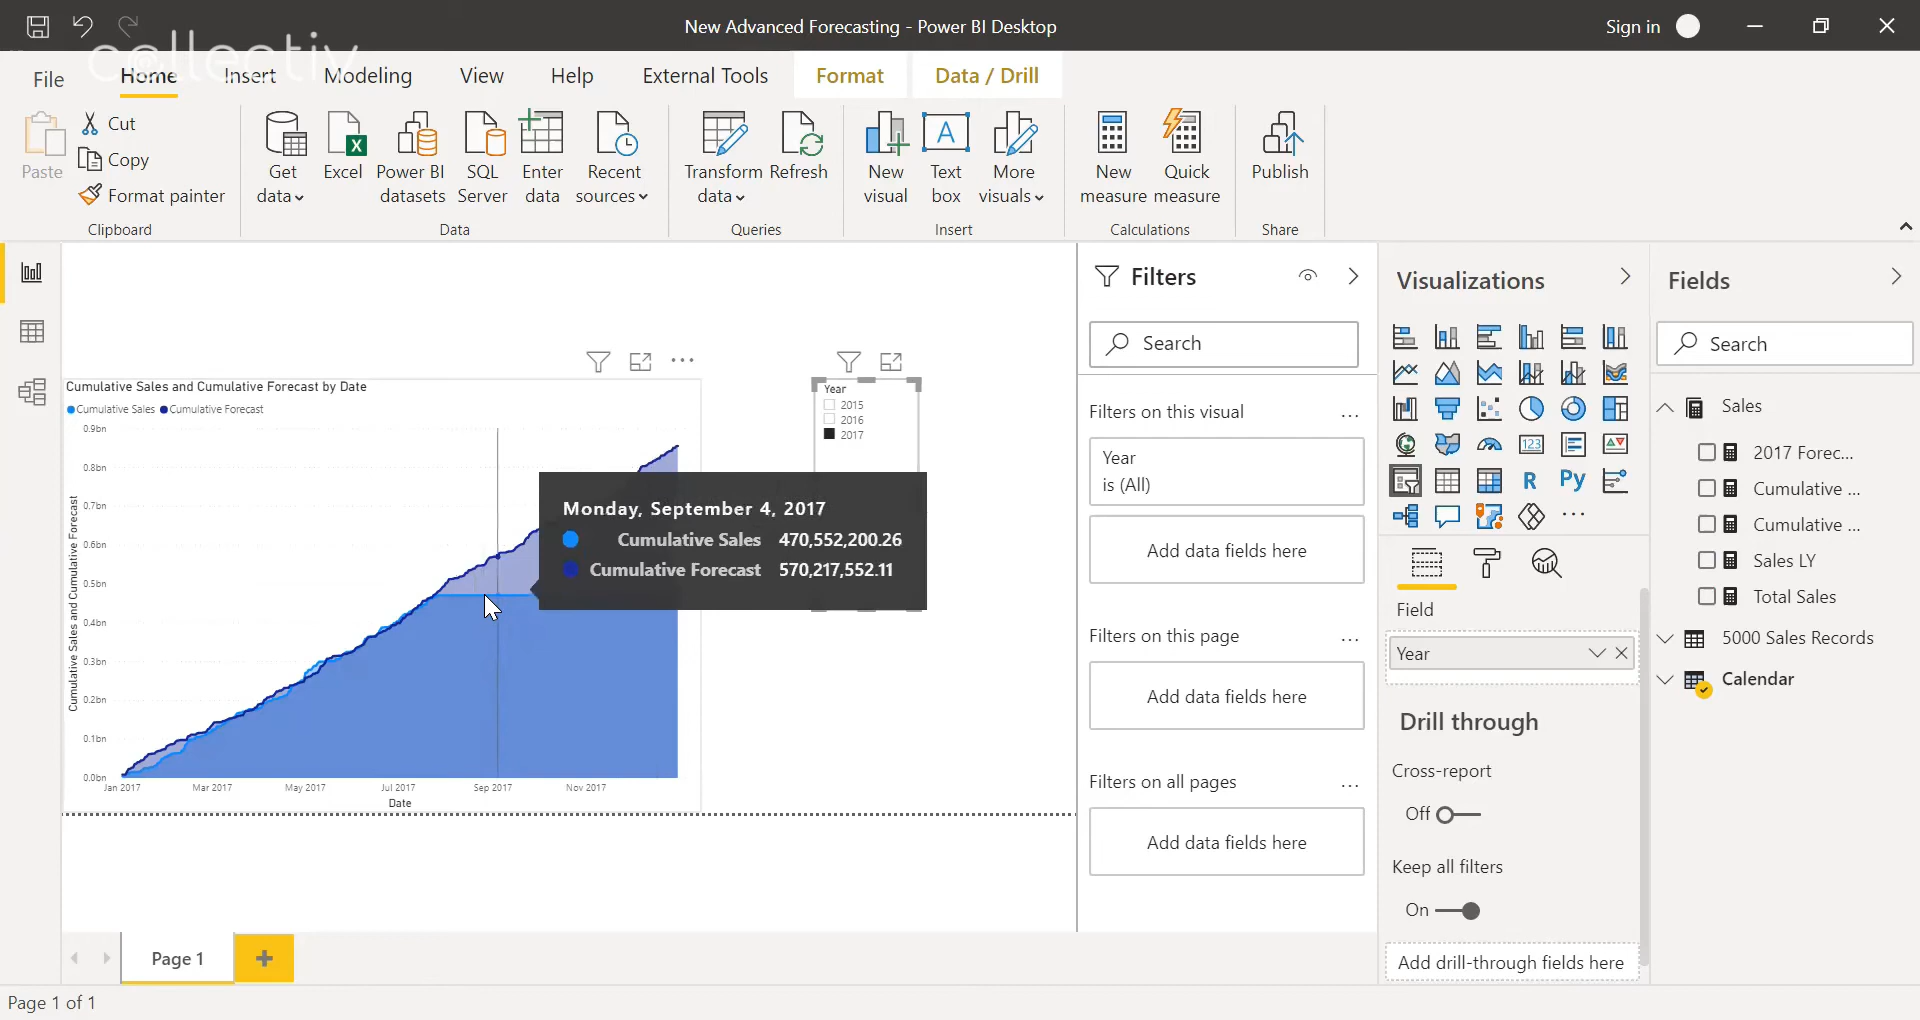 New Advanced Forecasting - Power BI Desktop
Sign in
collectiv
File
Home
Insert
Modeling
View
Help
External Tools
Format
Data / Drill
Paste
Cut
Copy
Format painter
Clipboard
Get data
Excel
Power BI datasets
SQL Server
Enter data
Recent sources
Data
Transform data
Refresh
Queries
New visual
A
Text box
More visuals
Insert
New measure
Quick measure
Calculations
Publish
Share
Cumulative Sales and Cumulative Forecast by Date
Cumulative Sales
Cumulative Forecast
Cumulative Sales and Cumulative Forecast
0.9bn
0.8bn
0.7bn
0.6bn
0.5bn
0.4bn
0.3bn
0.2bn
0.1bn
0.0bn
Jan 2017
Mar 2017
May 2017
Jul 2017
Sep 2017
Nov 2017
Date
Year
2015
2016
2017
Monday, September 4, 2017
Cumulative Sales 470,552,200.26
Cumulative Forecast 570,217,552.11
Filters
Search
Filters on this visual ...
Year
is (All)
Add data fields here
Filters on this page ...
Add data fields here
Filters on all pages ...
Add data fields here
Visualizations
123
R
Py
...
Field
Year
Drill through
Cross-report
Off
Keep all filters
On
Add drill-through fields here
Fields
Search
Sales
2017 Forec...
Cumulative ...
Cumulative ...
Sales LY
Total Sales
5000 Sales Records
Calendar
Page 1
Page 1 of 1